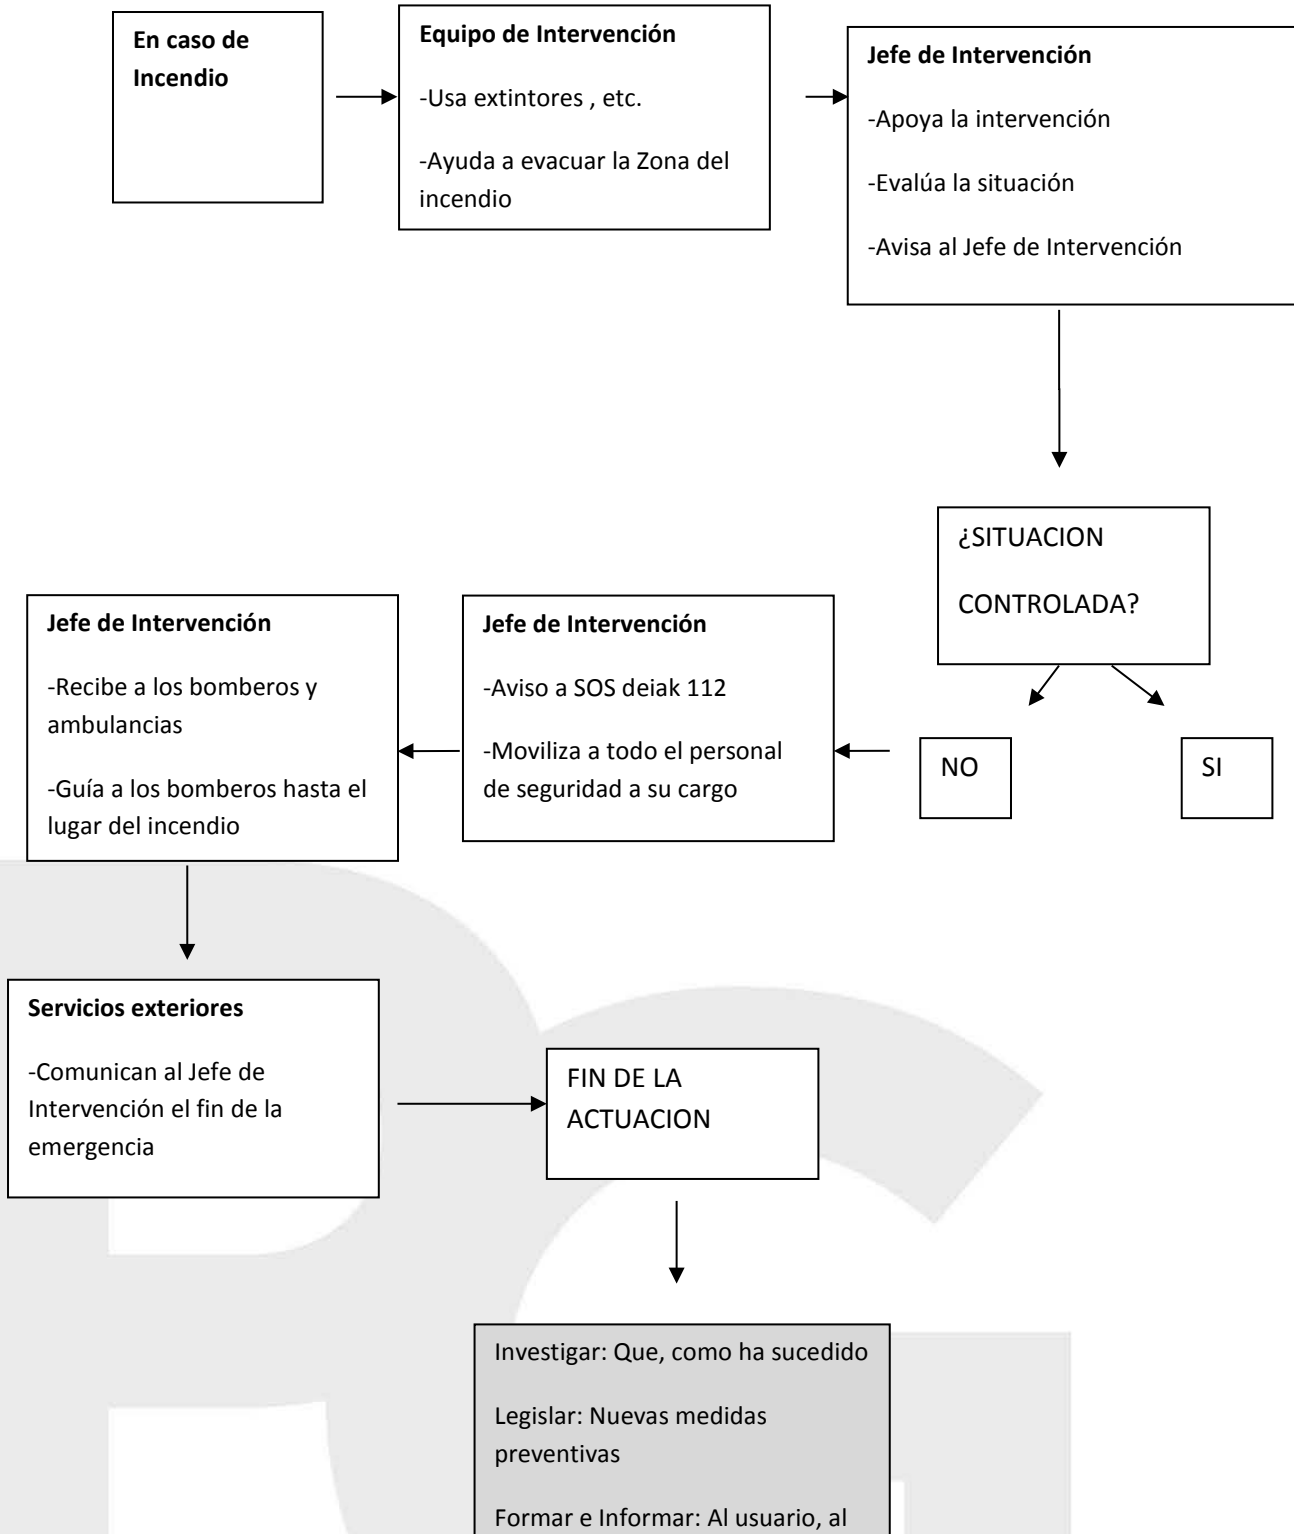 En caso de
Incendio
Equipo de Intervención
-Usa extintores , etc.
-Ayuda a evacuar la Zona del
incendio
Jefe de Intervención
-Apoya la intervención
-Evalúa la situación
-Avisa al Jefe de Intervención
¿SITUACION
CONTROLADA?
NO
SI
Jefe de Intervención
-Aviso a SOS deiak 112
-Moviliza a todo el personal
de seguridad a su cargo
Jefe de Intervención
-Recibe a los bomberos y
ambulancias
-Guía a los bomberos hasta el
lugar del incendio
Servicios exteriores
-Comunican al Jefe de
Intervención el fin de la
emergencia
FIN DE LA
ACTUACION
Investigar: Que, como ha sucedido
Legislar: Nuevas medidas
preventivas
Formar e Informar: Al usuario, al